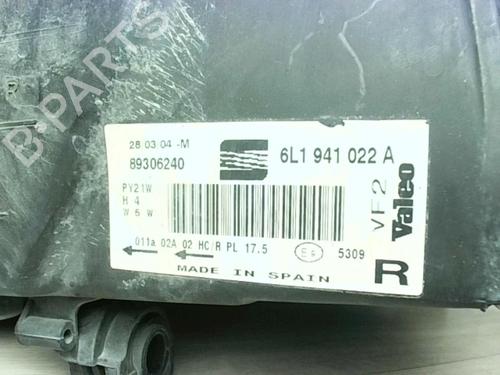 B-PARTS
R
28 03 04 -M
89306240
6L1 941 022 A
PY21W
H 4
W 5 W
VF2
Valeo
011a 02A 02 HC/R PL 17.5
5309
R
MADE IN SPAIN